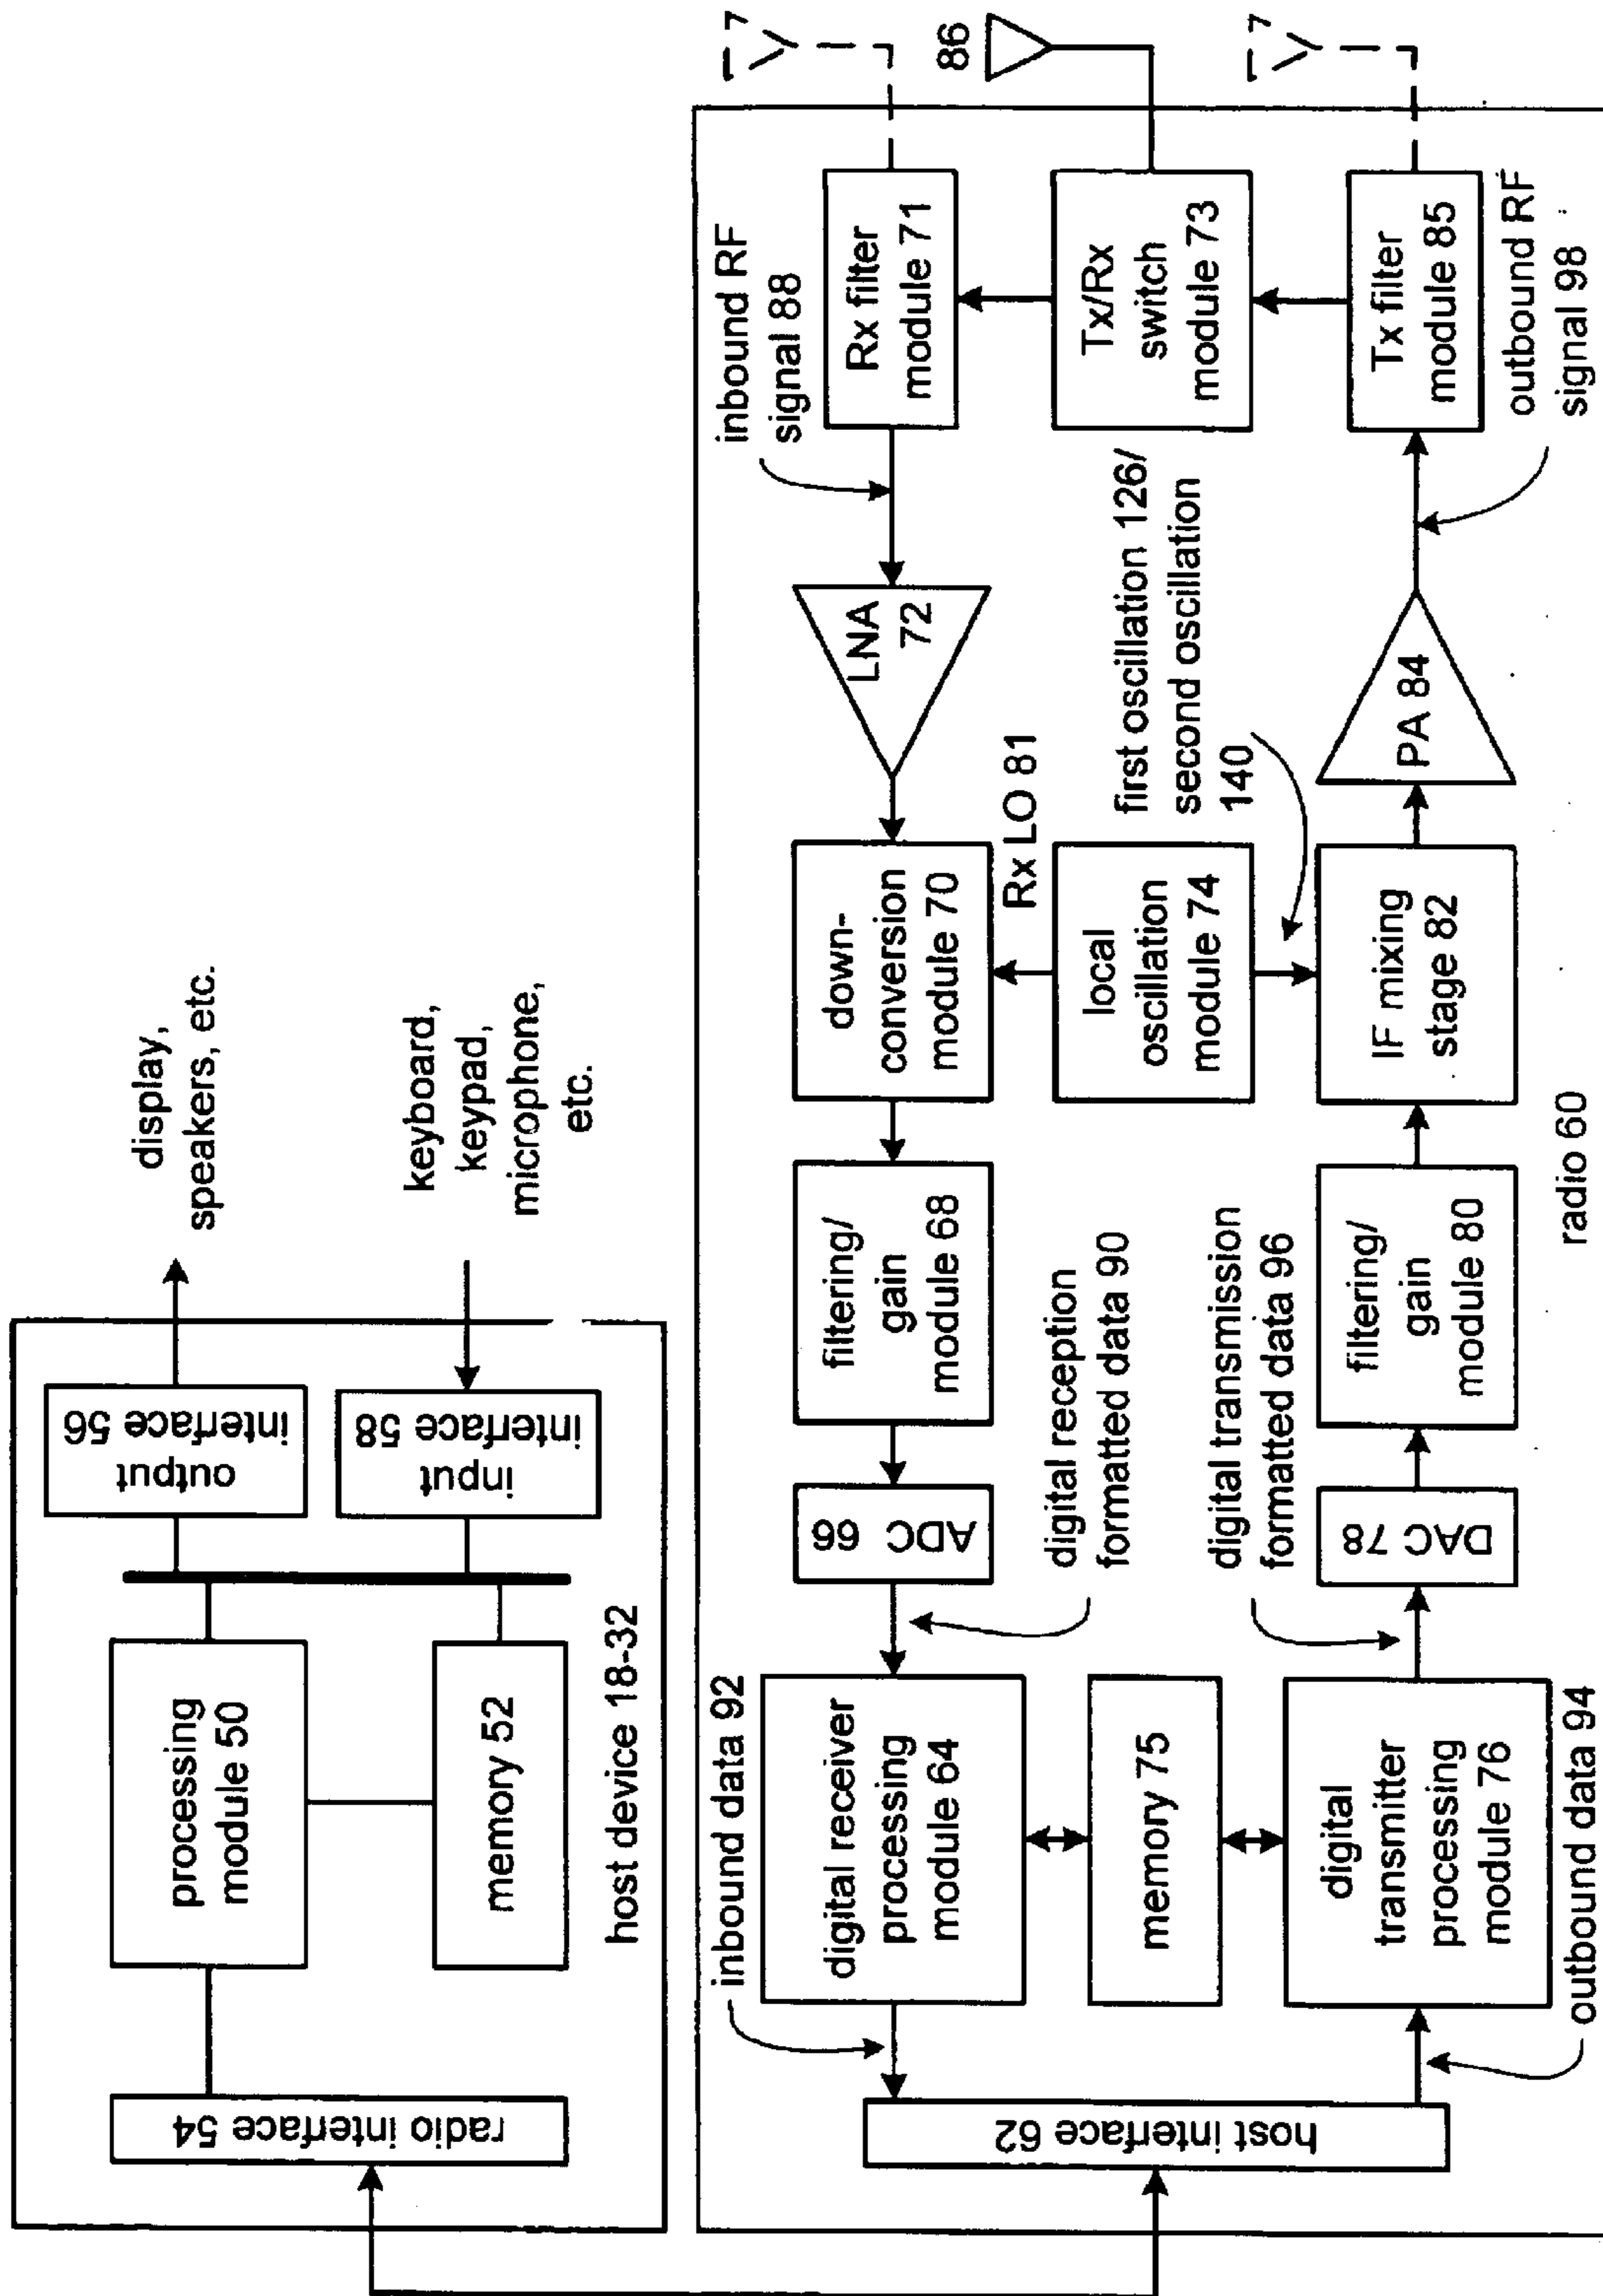 display,
speakers, etc.
keyboard,
keypad,
microphone,
etc.
output
interface 56
input
interface 58
processing
module 50
memory 52
radio interface 54
host device 18-32
86
inbound RF
signal 88
Rx filter
module 71
Tx/Rx
switch
module 73
Tx filter
module 85
outbound RF
signal 98
LNA
72
first oscillation 126/
second oscillation
140
PA 84
down-
conversion
module 70
Rx LO 81
local
oscillation
module 74
IF mixing
stage 82
filtering/
gain
module 68
filtering/
gain
module 80
radio 60
ADC
66
digital reception
formatted data 90
digital transmission
formatted data 96
DAC 78
inbound data 92
digital receiver
processing
module 64
memory 75
digital
transmitter
processing
module 76
outbound data 94
host interface 62